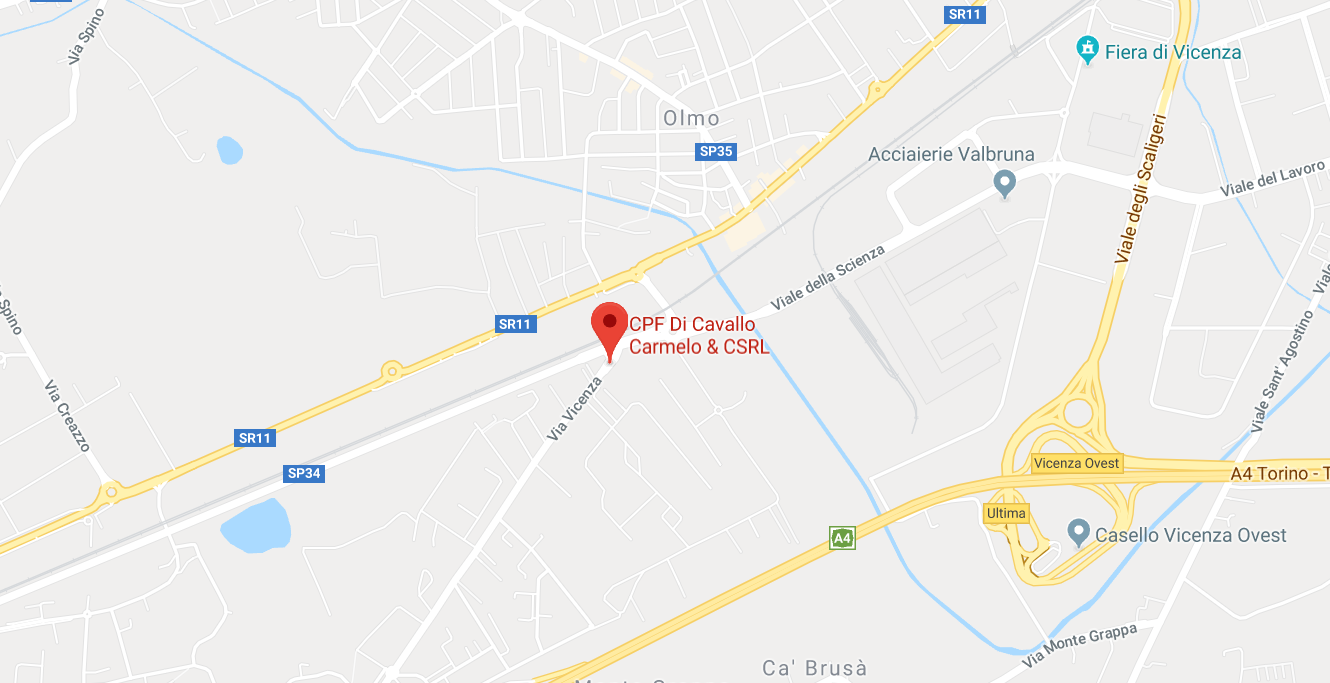 SR11
Via Spino
Fiera di Vicenza
Olmo
SP35
Acciaierie Valbruna
Viale degli Scaligeri
Viale del Lavoro
Viale della Scienza
SR11
CPF Di Cavallo
Carmelo & CSRL
Spino
Via Creazzo
Via Vicenza
Viale Sant'Agostino
SR11
SP34
Vicenza Ovest
A4 Torino - T
Ultima
A4
Casello Vicenza Ovest
Via Monte Grappa
Ca' Brusà